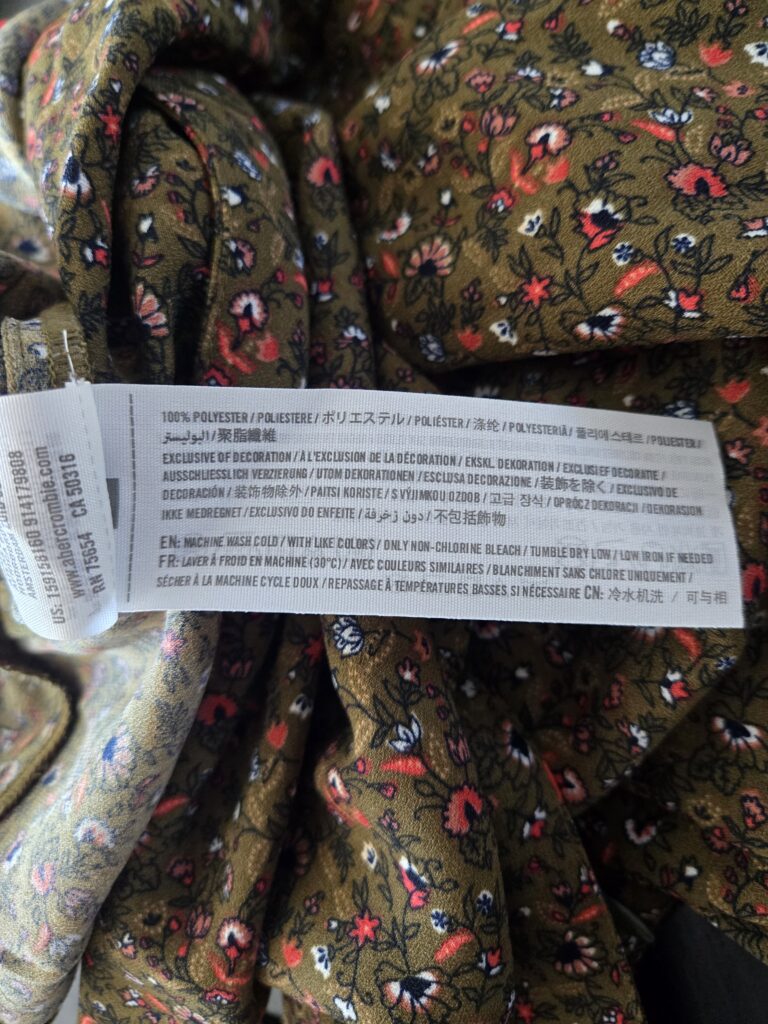 100% POLYESTER / POLIESTERE / ポリエステル / POLIÉSTER / 涤纶 / POLYESTERIÄ / 폴리에스테르 / POLIESTER /
البوليستر / 聚脂纖維
EXCLUSIVE OF DECORATION / À L'EXCLUSION DE LA DÉCORATION / EKSKL. DEKORATION / EXCLUSIEF DECORATIE /
AUSSCHLIESSLICH VERZIERUNG / UTOM DEKORATIONEN / ESCLUSA DECORAZIONE / 装飾を除く / EXCLUSIVO DE
DECORACIÓN / 装饰物除外 / PAITSI KORISTE / S VÝJIMKOU OZDOB / 고급 장식 / OPRÓCZ DEKORACJI / DEKORASJON
IKKE MEDREGNET / EXCLUSIVO DO ENFEITE / دون زخرفة / 不包括飾物
EN: MACHINE WASH COLD / WITH LIKE COLORS / ONLY NON-CHLORINE BLEACH / TUMBLE DRY LOW / LOW IRON IF NEEDED
FR: LAVER À FROID EN MACHINE (30°C) / AVEC COULEURS SIMILAIRES / BLANCHIMENT SANS CHLORE UNIQUEMENT /
SÉCHER À LA MACHINE CYCLE DOUX / REPASSAGE À TEMPÉRATURES BASSES SI NÉCESSAIRE CN: 冷水机洗 / 可与相
US: 159758160 914179808
www.abercrombie.com
RN 75654 CA 50316